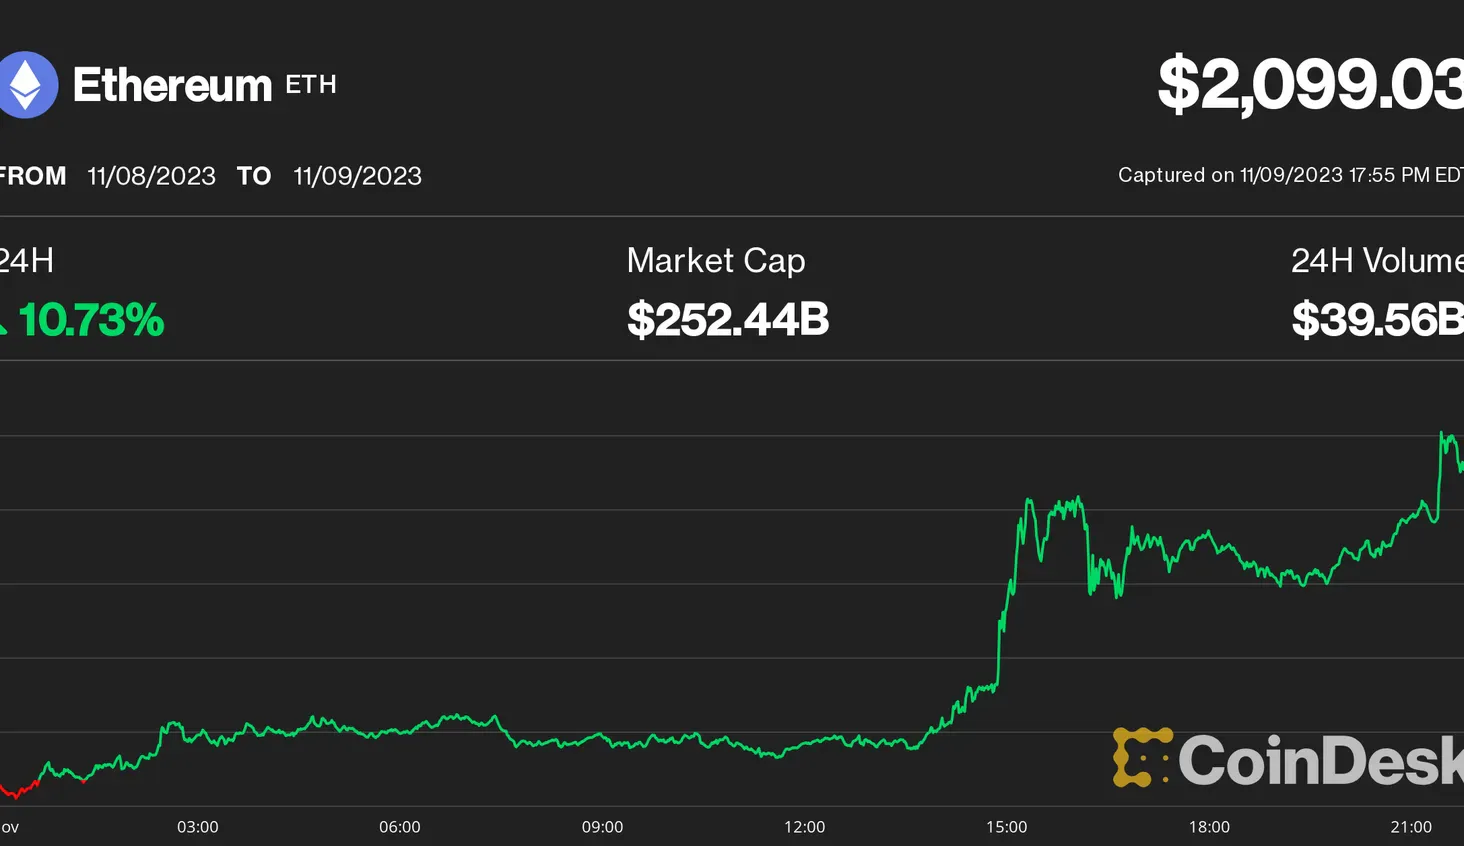 Ethereum ETH
$2,099.03
FROM 11/08/2023 TO 11/09/2023
Captured on 11/09/2023 17:55 PM EDT
24H
Market Cap
24H Volume
10.73%
$252.44B
$39.56B
CoinDesk
ov 03:00 06:00 09:00 12:00 15:00 18:00 21:00